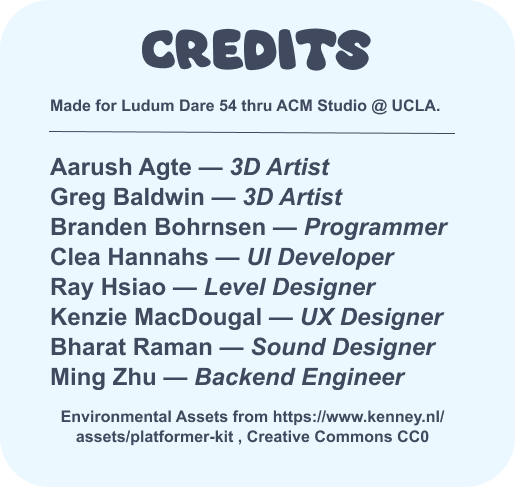 CREDITS
Made for Ludum Dare 54 thru ACM Studio @ UCLA.
Aarush Agte — 3D Artist
Greg Baldwin — 3D Artist
Branden Bohrnsen — Programmer
Clea Hannahs — UI Developer
Ray Hsiao — Level Designer
Kenzie MacDougal — UX Designer
Bharat Raman — Sound Designer
Ming Zhu — Backend Engineer
Environmental Assets from https://www.kenney.nl/
assets/platformer-kit , Creative Commons CC0